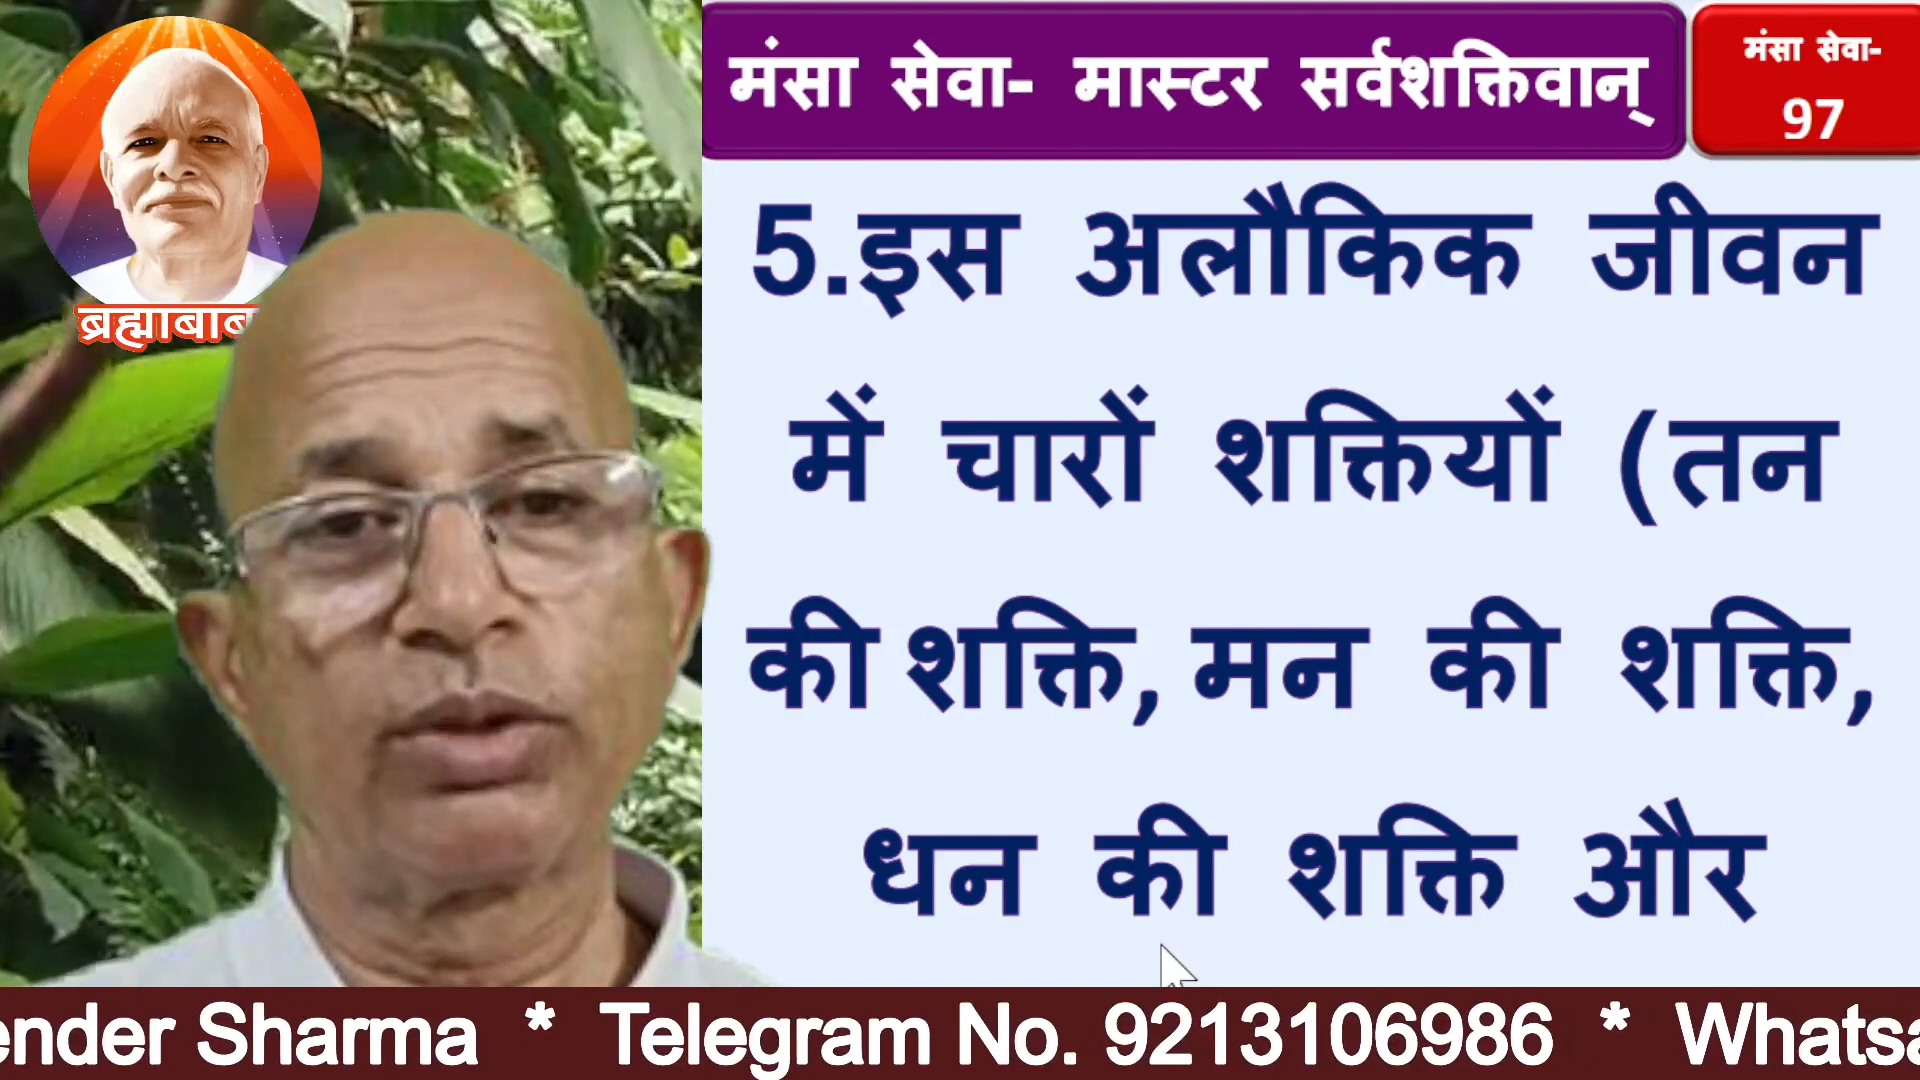 मंसा सेवा- मास्टर सर्वशक्तिवान्
मंसा सेवा-
97
ब्रह्माबाब
5.इस अलौकिक जीवन
में चारों शक्तियों (तन
की शक्ति, मन की शक्ति,
धन की शक्ति और
ender Sharma * Telegram No. 9213106986 * Whatsa